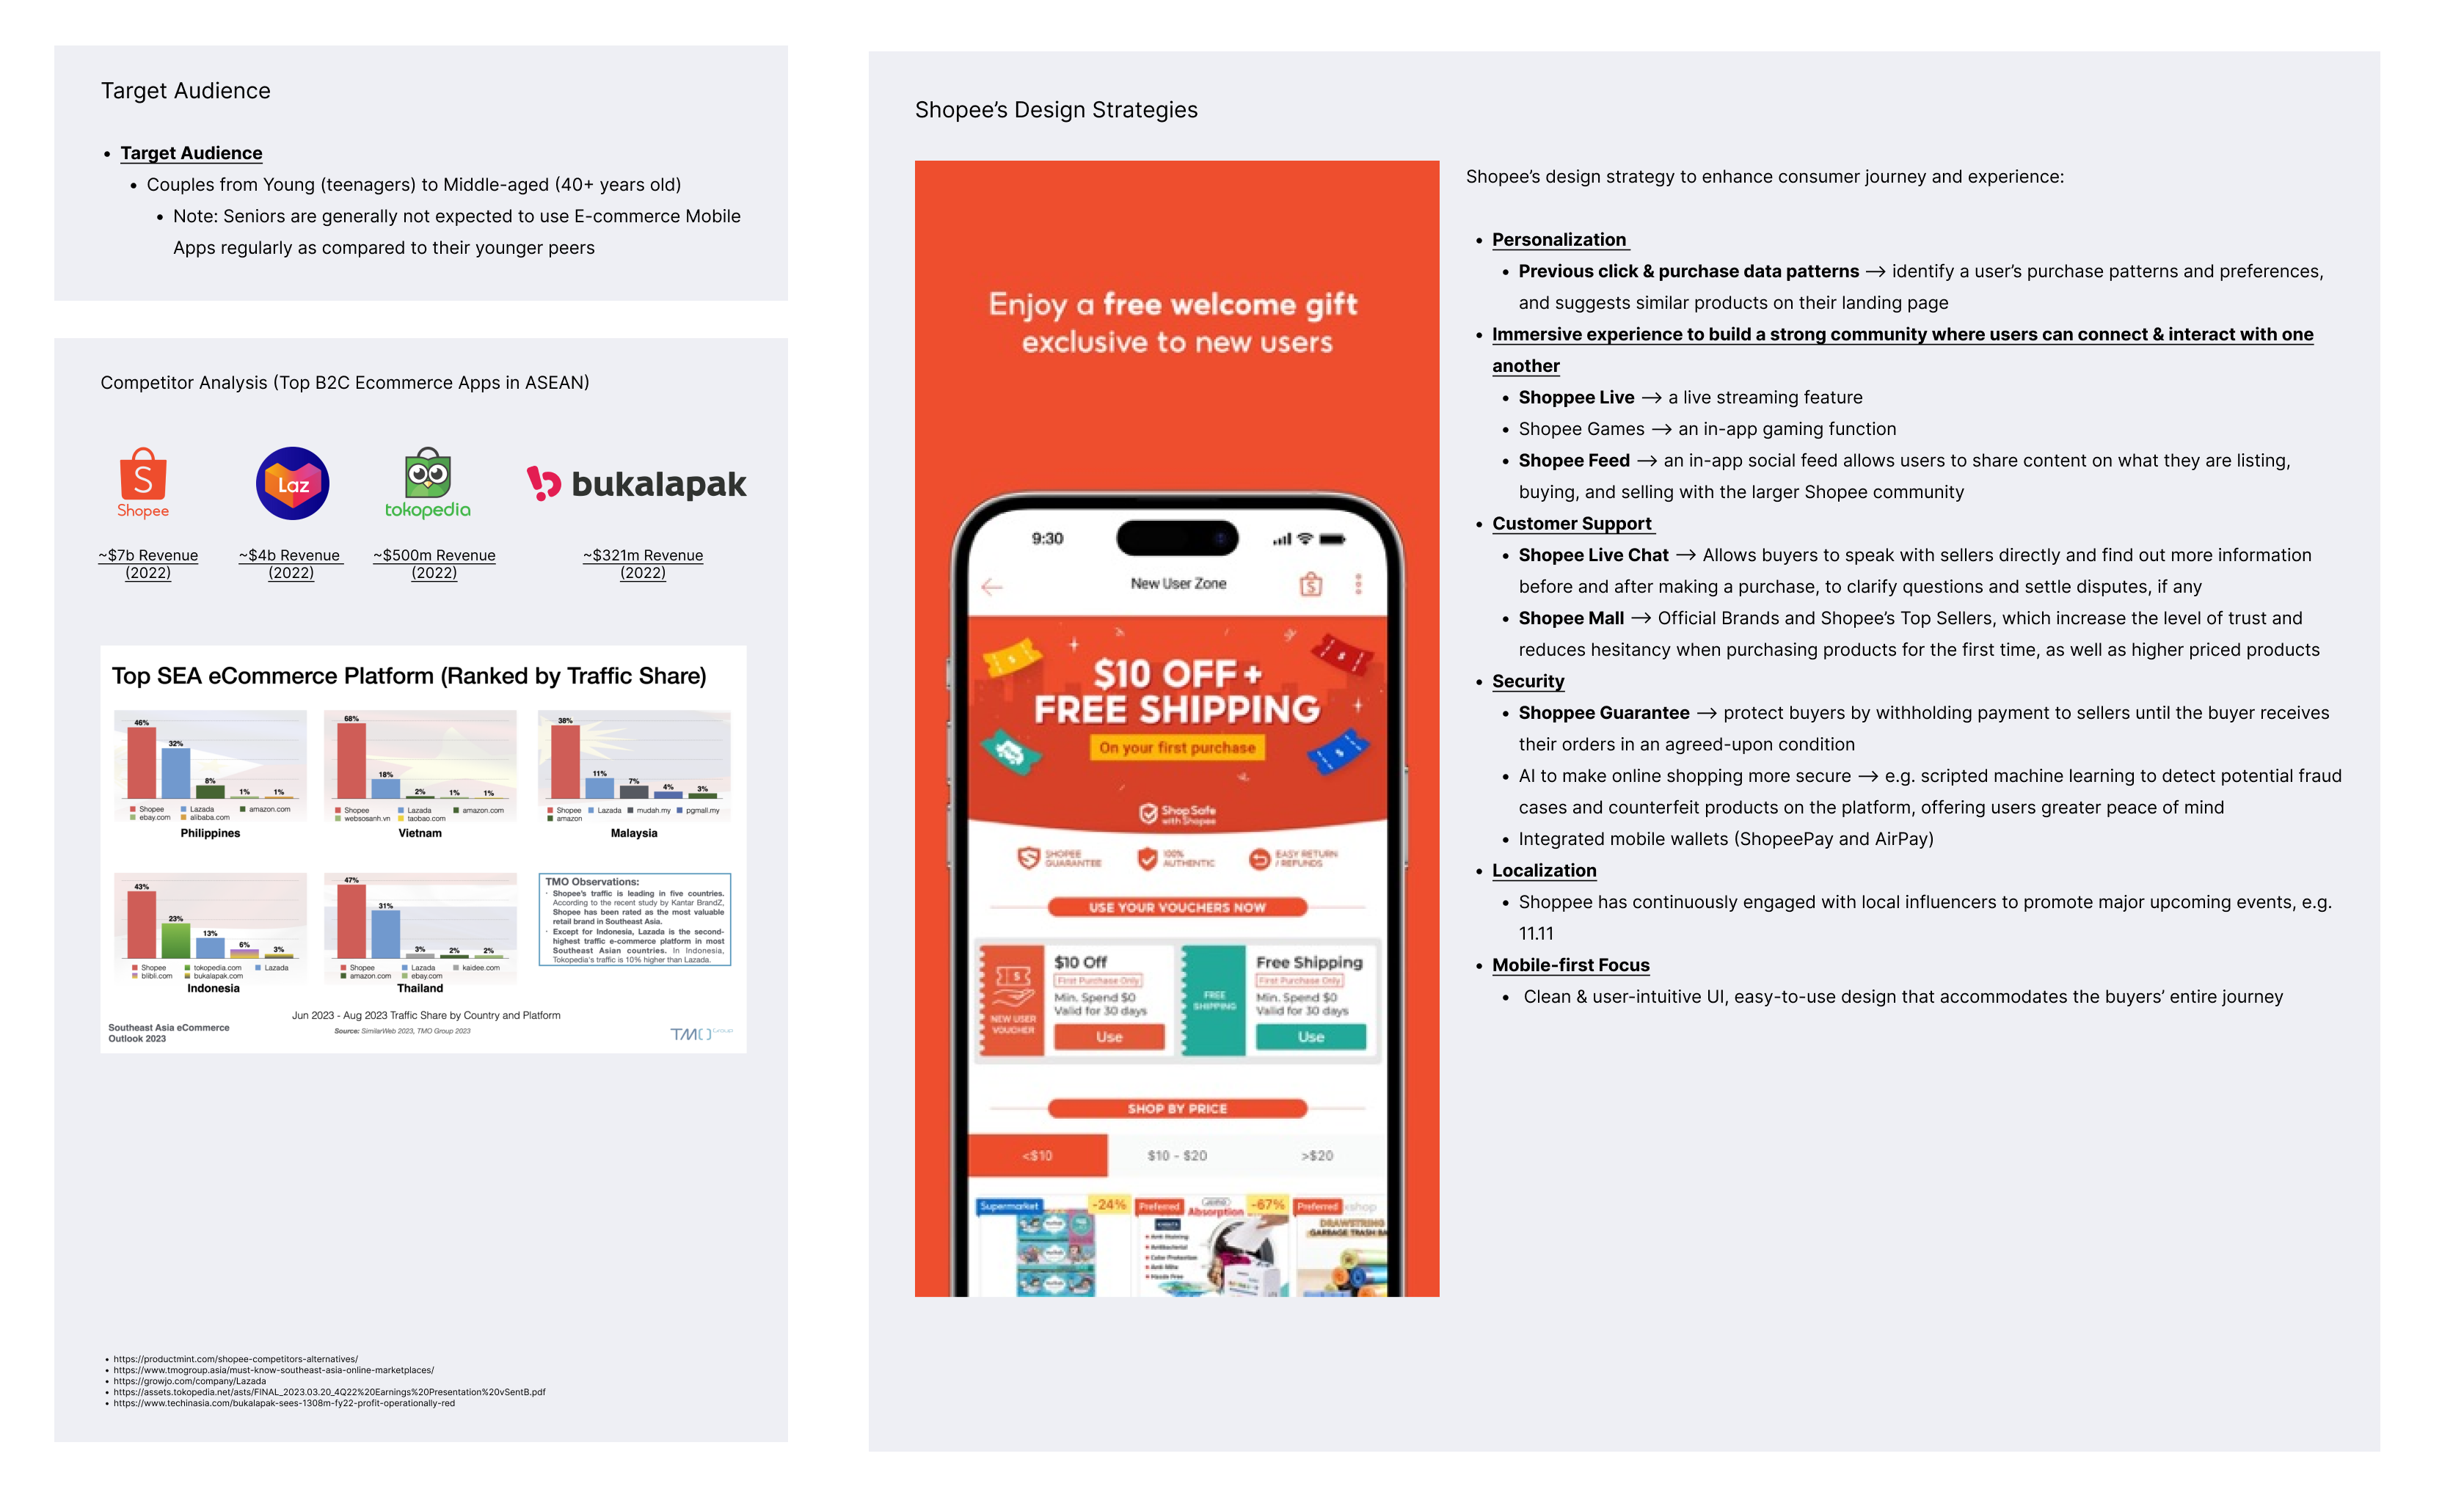 Target Audience
• Target Audience
• Couples from Young (teenagers) to Middle-aged (40+ years old)
• Note: Seniors are generally not expected to use E-commerce Mobile
Apps regularly as compared to their younger peers
Competitor Analysis (Top B2C Ecommerce Apps in ASEAN)
S
Shopee
Laz
tokopedia
bukalapak
~$7b Revenue
(2022)
~$4b Revenue
(2022)
~$500m Revenue
(2022)
~$321m Revenue
(2022)
Top SEA eCommerce Platform (Ranked by Traffic Share)
46%
32%
8%
1%
1%
Shopee Lazada amazon.com
ebay.com alibaba.com
Philippines
68%
18%
2%
1%
1%
Shopee Lazada amazon.com
websosanh.vn taobao.com
Vietnam
38%
11%
7%
4%
3%
Shopee Lazada mudah.my pgmall.my
amazon
Malaysia
43%
23%
13%
6%
3%
Shopee tokopedia.com Lazada
blibli.com bukalapak.com
Indonesia
47%
31%
3%
2%
2%
Shopee Lazada kaidee.com
amazon.com ebay.com
Thailand
TMO Observations:
· Shopee's traffic is leading in five countries.
According to the recent study by Kantar BrandZ,
Shopee has been rated as the most valuable
retail brand in Southeast Asia.
· Except for Indonesia, Lazada is the second-
highest traffic e-commerce platform in most
Southeast Asian countries. In Indonesia,
Tokopedia's traffic is 10% higher than Lazada.
Jun 2023 - Aug 2023 Traffic Share by Country and Platform
Source: SimilarWeb 2023, TMO Group 2023
Southeast Asia eCommerce
Outlook 2023
TMO Group
• https://productmint.com/shopee-competitors-alternatives/
• https://www.tmogroup.asia/must-know-southeast-asia-online-marketplaces/
• https://growjo.com/company/Lazada
• https://assets.tokopedia.net/asts/FINAL_2023.03.20_4Q22%20Earnings%20Presentation%20vSentB.pdf
• https://www.techinasia.com/bukalapak-sees-1308m-fy22-profit-operationally-red
Shopee’s Design Strategies
Enjoy a free welcome gift
exclusive to new users
9:30
New User Zone
S
$10 OFF+
FREE SHIPPING
On your first purchase
Shop Safe
with Shopee
SHOPEE
GUARANTEE
100%
AUTHENTIC
EASY RETURN
/ REFUNDS
USE YOUR VOUCHERS NOW
NEW USER
VOUCHER
$10 Off
First Purchase Only
Min. Spend $0
Valid for 30 days
Use
FREE
SHIPPING
Free Shipping
First Purchase Only
Min. Spend $0
Valid for 30 days
Use
SHOP BY PRICE
<$10
$10 - $20
>$20
Supermarket
-24%
Preferred
Absorption
-67%
Anti Staining
Antibacterial
Color Protection
Anti Mite
Hassle Free
Preferred
xshop
DRAWSTRING
GARBAGE TRASH BA
Shopee’s design strategy to enhance consumer journey and experience:
• Personalization
• Previous click & purchase data patterns —> identify a user’s purchase patterns and preferences,
and suggests similar products on their landing page
• Immersive experience to build a strong community where users can connect & interact with one
another
• Shoppee Live —> a live streaming feature
• Shopee Games —> an in-app gaming function
• Shopee Feed —> an in-app social feed allows users to share content on what they are listing,
buying, and selling with the larger Shopee community
• Customer Support
• Shopee Live Chat —> Allows buyers to speak with sellers directly and find out more information
before and after making a purchase, to clarify questions and settle disputes, if any
• Shopee Mall —> Official Brands and Shopee’s Top Sellers, which increase the level of trust and
reduces hesitancy when purchasing products for the first time, as well as higher priced products
• Security
• Shoppee Guarantee —> protect buyers by withholding payment to sellers until the buyer receives
their orders in an agreed-upon condition
• AI to make online shopping more secure —> e.g. scripted machine learning to detect potential fraud
cases and counterfeit products on the platform, offering users greater peace of mind
• Integrated mobile wallets (ShopeePay and AirPay)
• Localization
• Shoppee has continuously engaged with local influencers to promote major upcoming events, e.g.
11.11
• Mobile-first Focus
• Clean & user-intuitive UI, easy-to-use design that accommodates the buyers’ entire journey